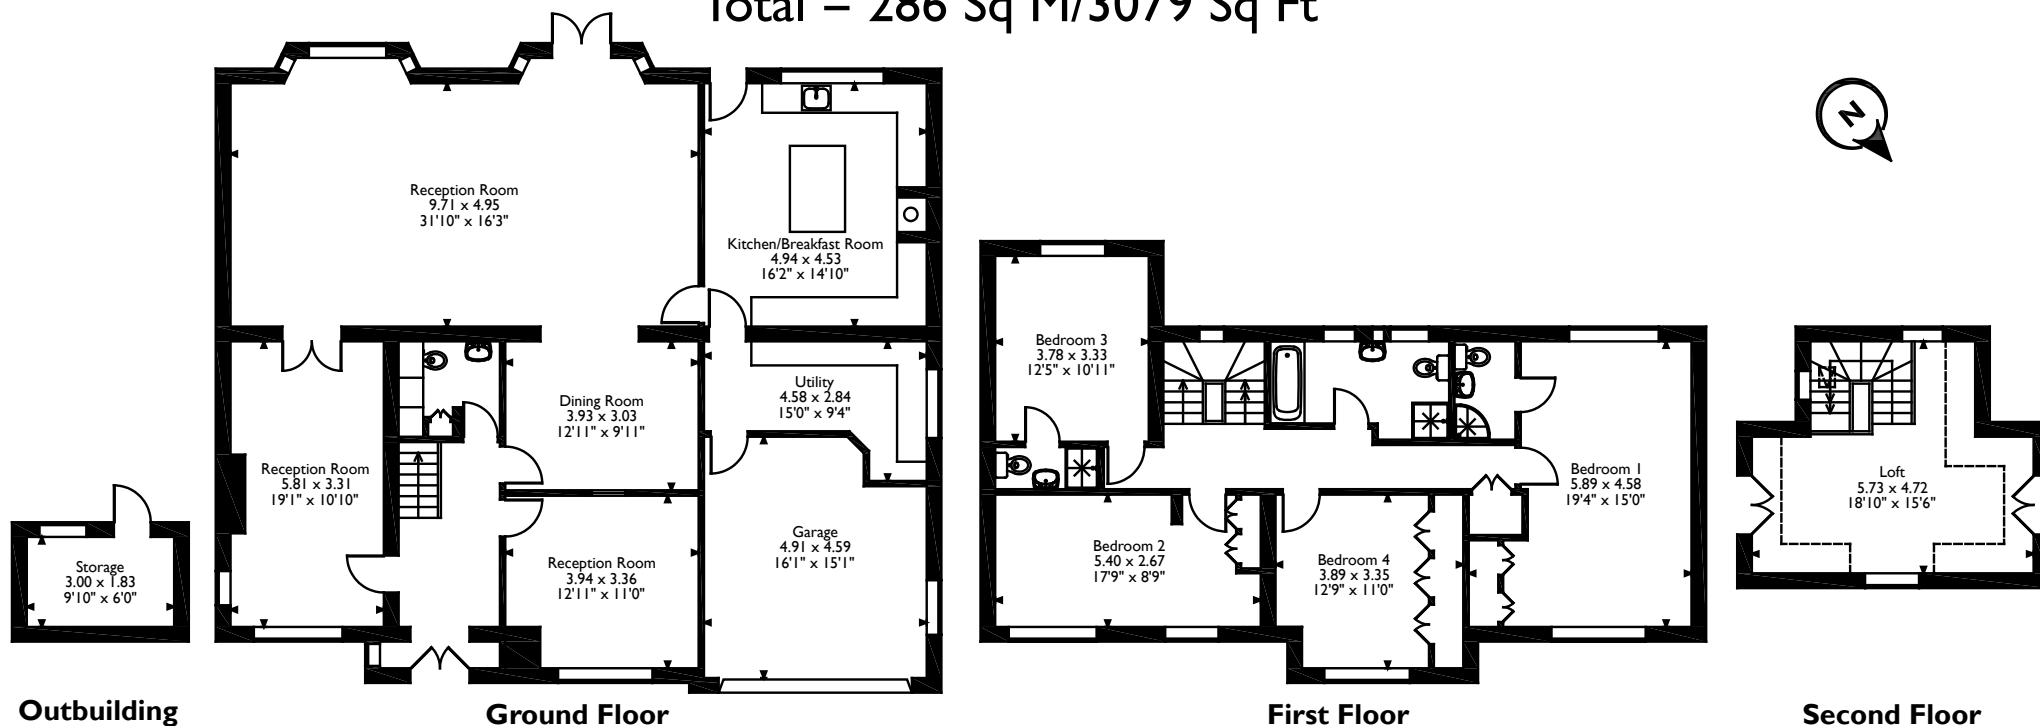 Total = 286 Sq M/3079 Sq Ft
N
Reception Room
9.71 x 4.95
31'10" x 16'3"
Kitchen/Breakfast Room
4.94 x 4.53
16'2" x 14'10"
Utility
4.58 x 2.84
15'0" x 9'4"
Dining Room
3.93 x 3.03
12'11" x 9'11"
Reception Room
5.81 x 3.31
19'1" x 10'10"
Reception Room
3.94 x 3.36
12'11" x 11'0"
Garage
4.91 x 4.59
16'1" x 15'1"
Storage
3.00 x 1.83
9'10" x 6'0"
Bedroom 3
3.78 x 3.33
12'5" x 10'11"
Bedroom 2
5.40 x 2.67
17'9" x 8'9"
Bedroom 4
3.89 x 3.35
12'9" x 11'0"
Bedroom 1
5.89 x 4.58
19'4" x 15'0"
Loft
5.73 x 4.72
18'10" x 15'6"
Outbuilding
Ground Floor
First Floor
Second Floor